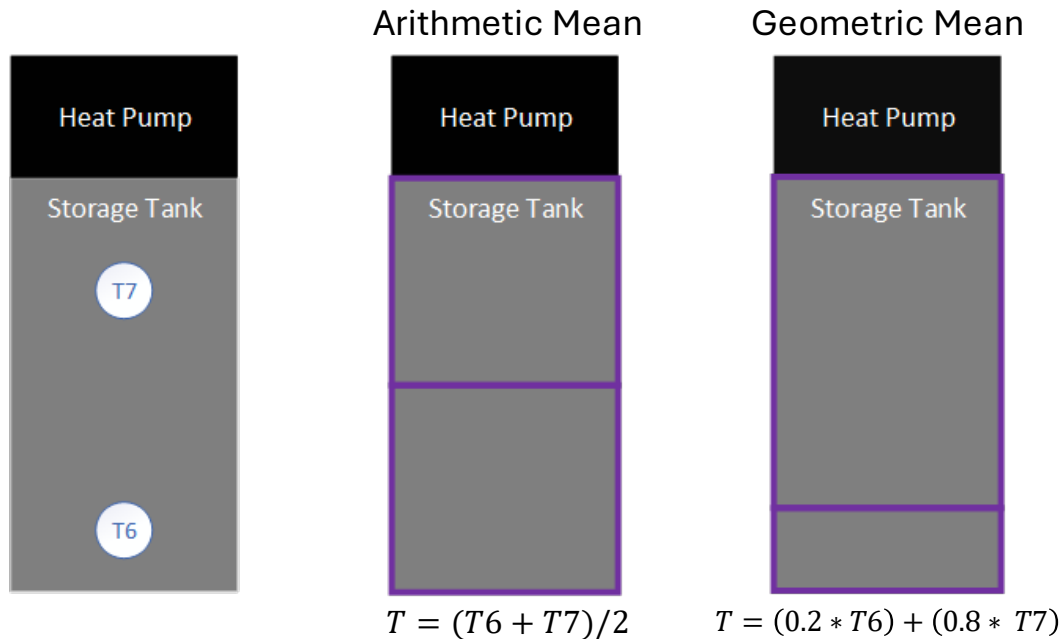 Arithmetic Mean
Geometric Mean
Heat Pump
Heat Pump
Heat Pump
Storage Tank
Storage Tank
Storage Tank
T7
T6
T = (T6 + T7)/2
T = (0.2 * T6) + (0.8 * T7)